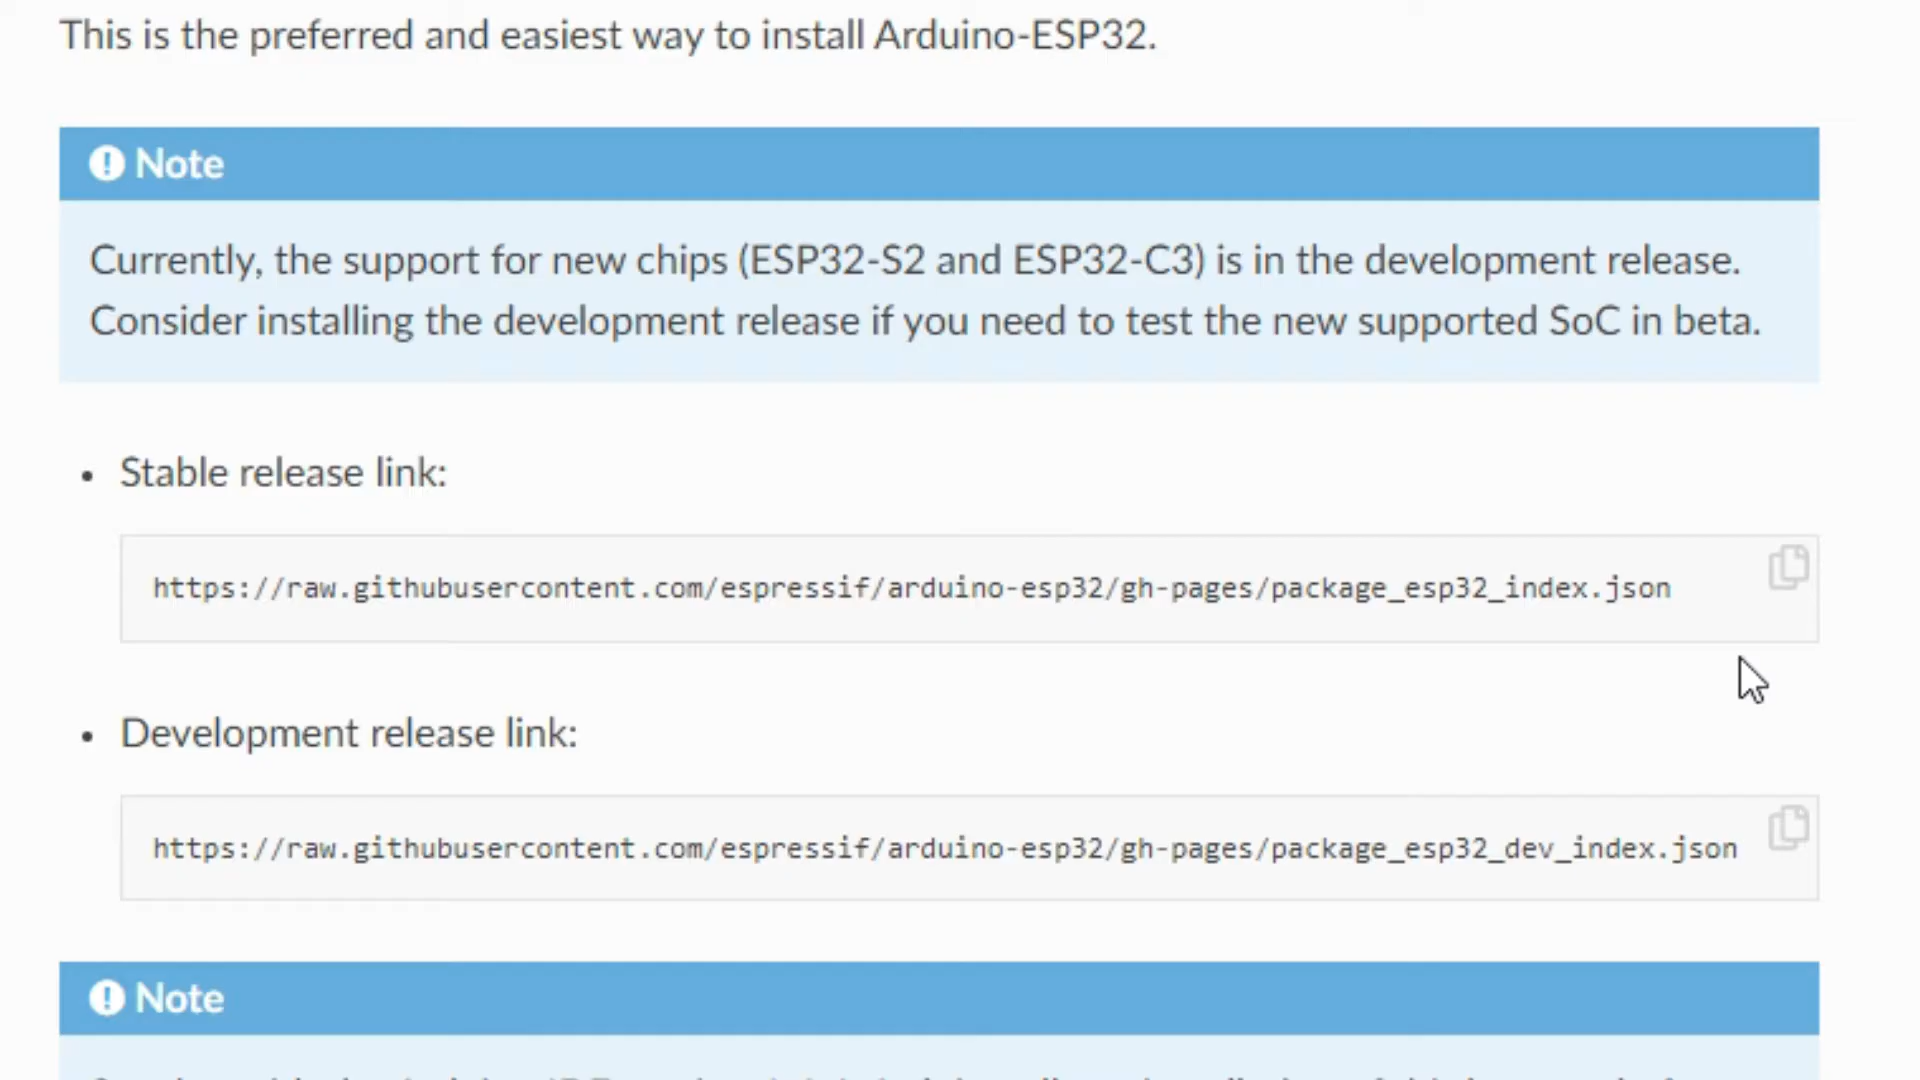 This is the preferred and easiest way to install Arduino-ESP32.
Note
Currently, the support for new chips (ESP32-S2 and ESP32-C3) is in the development release.
Consider installing the development release if you need to test the new supported SoC in beta.
• Stable release link:
https://raw.githubusercontent.com/espressif/arduino-esp32/gh-pages/package_esp32_index.json
• Development release link:
https://raw.githubusercontent.com/espressif/arduino-esp32/gh-pages/package_esp32_dev_index.json
Note